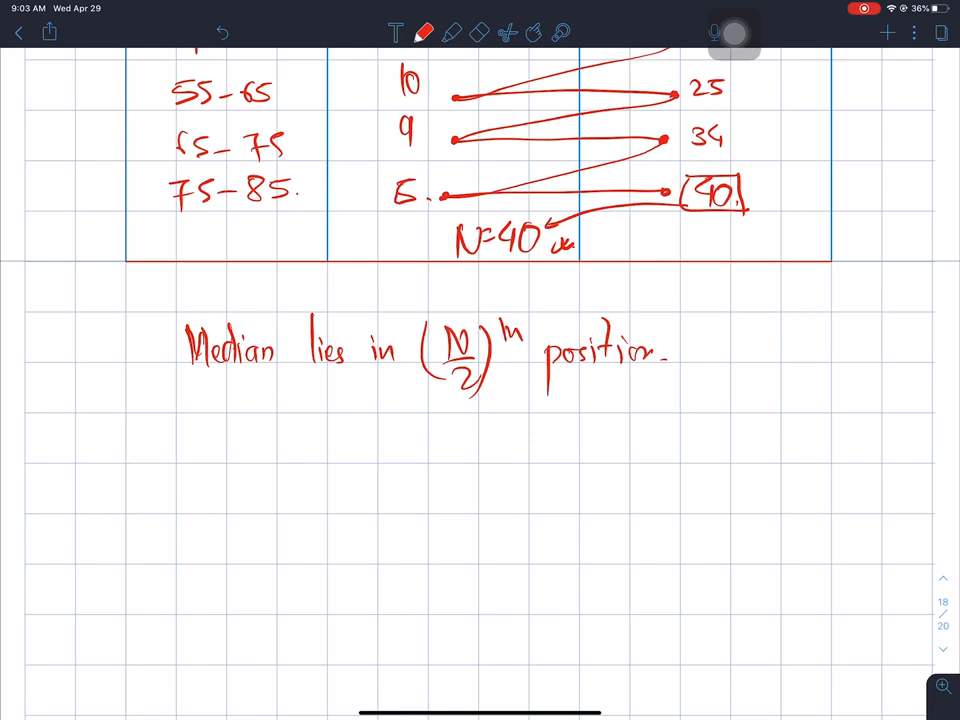 9:03 AM Wed Apr 29
36%
55-65 10 25
65-75 9 34
75-85. 6. 40.
N=40
Median lies in (N/2)th position.
18
/
20